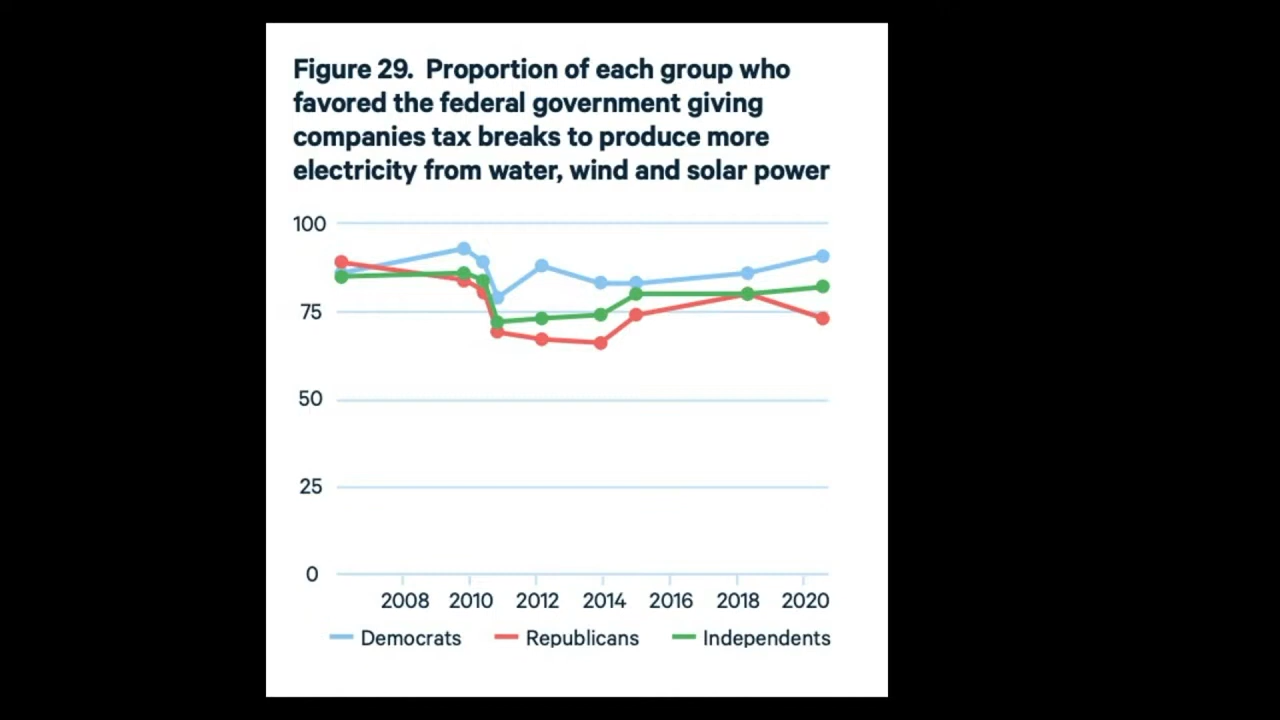 Figure 29. Proportion of each group who
favored the federal government giving
companies tax breaks to produce more
electricity from water, wind and solar power
100
75
50
25
0
2008 2010 2012 2014 2016 2018 2020
Democrats Republicans Independents